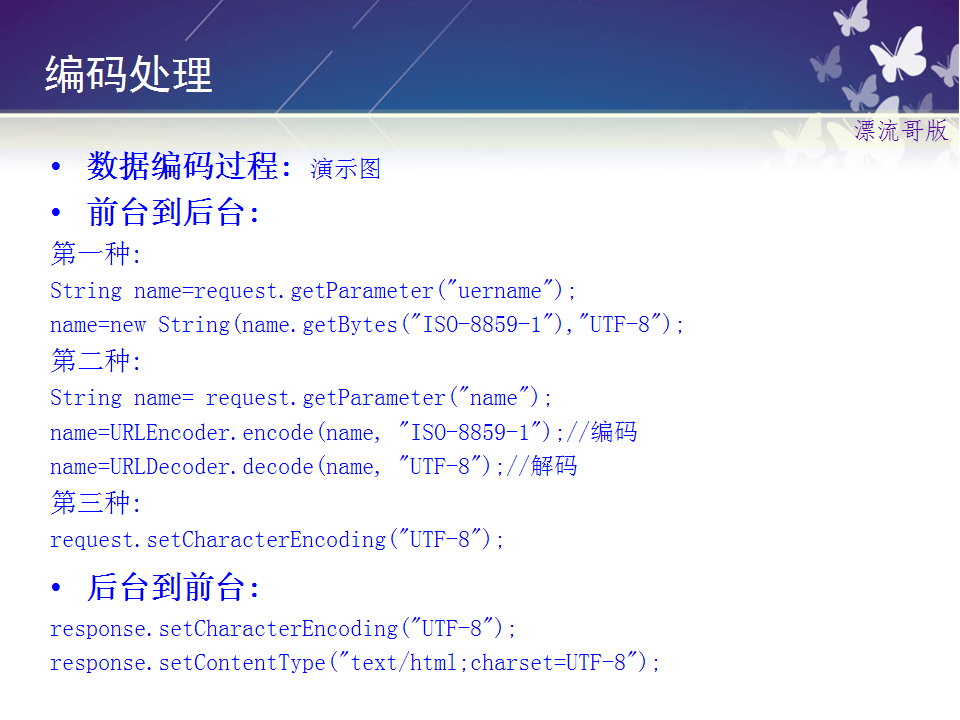 编码处理
漂流哥版
• 数据编码过程：演示图
• 前台到后台：
第一种：
String name=request.getParameter("uername");
name=new String(name.getBytes("ISO-8859-1"),"UTF-8");
第二种：
String name= request.getParameter("name");
name=URLEncoder.encode(name, "ISO-8859-1");//编码
name=URLDecoder.decode(name, "UTF-8");//解码
第三种：
request.setCharacterEncoding("UTF-8");
• 后台到前台：
response.setCharacterEncoding("UTF-8");
response.setContentType("text/html;charset=UTF-8");